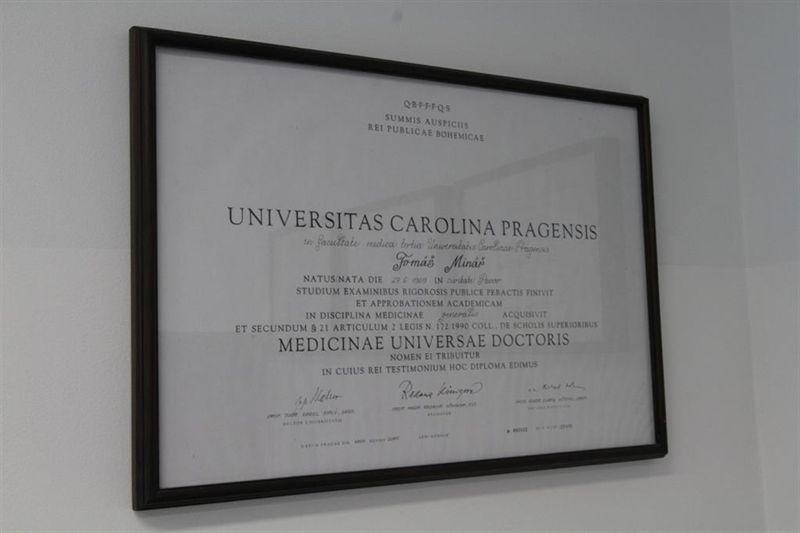 Q·B·F·F·F·Q·S
SUMMIS AUSPICIIS
REI PUBLICAE BOHEMICAE
UNIVERSITAS CAROLINA PRAGENSIS
in facultate medica tertia Universitatis Carolinae Pragensis
Tomáš Minář
NATUS/NATA DIE 1969 IN
STUDIUM EXAMINIBUS RIGOROSIS PUBLICE PERACTIS FINIVIT
ET APPROBATIONEM ACADEMICAM
IN DISCIPLINA MEDICINAE generalis ACQUISIVIT
ET SECUNDUM § 21 ARTICULUM 2 LEGIS N. 172/1990 COLL., DE SCHOLIS SUPERIORIBUS
MEDICINAE UNIVERSAE DOCTORIS
NOMEN EI TRIBUITUR
IN CUIUS REI TESTIMONIUM HOC DIPLOMA EDIMUS